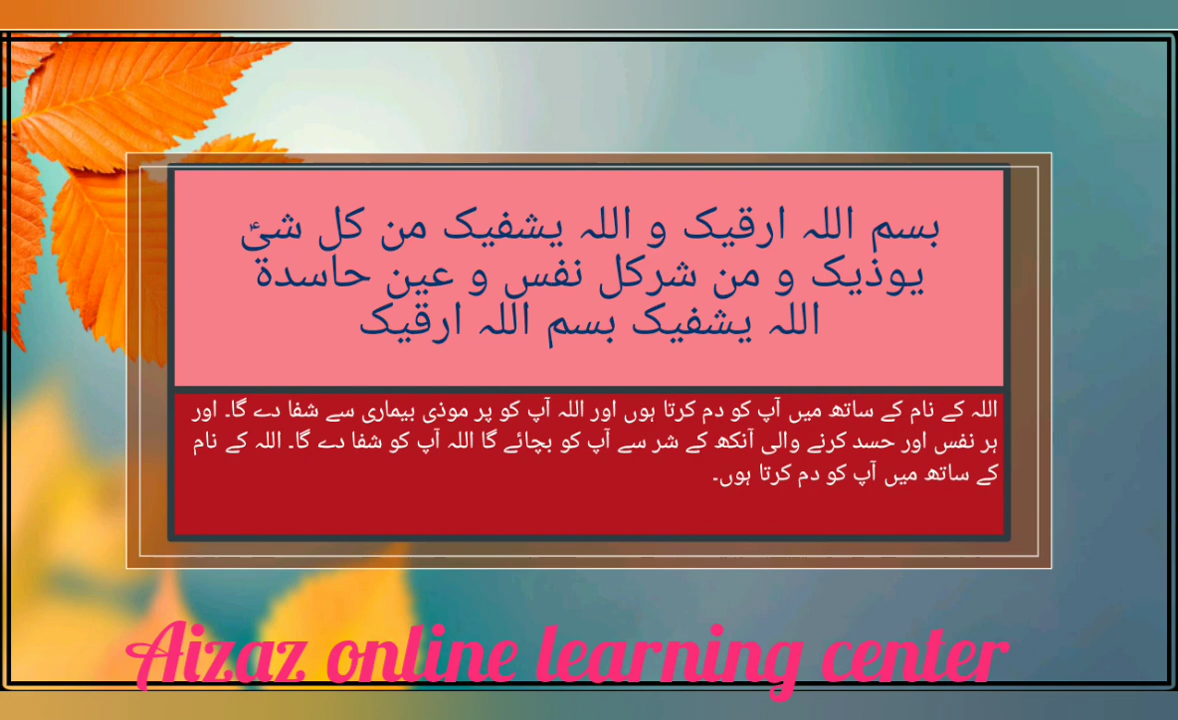 بسم اللہ ارقیک و اللہ یشفیک من کل شیٔ
یوذیک و من شرکل نفس و عین حاسدۃ
اللہ یشفیک بسم اللہ ارقیک
اللہ کے نام کے ساتھ میں آپ کو دم کرتا ہوں اور اللہ آپ کو پر موذی بیماری سے شفا دے گا۔ اور
ہر نفس اور حسد کرنے والی آنکھ کے شر سے آپ کو بچائے گا اللہ آپ کو شفا دے گا۔ اللہ کے نام
کے ساتھ میں آپ کو دم کرتا ہوں۔
Aizaz online learning center